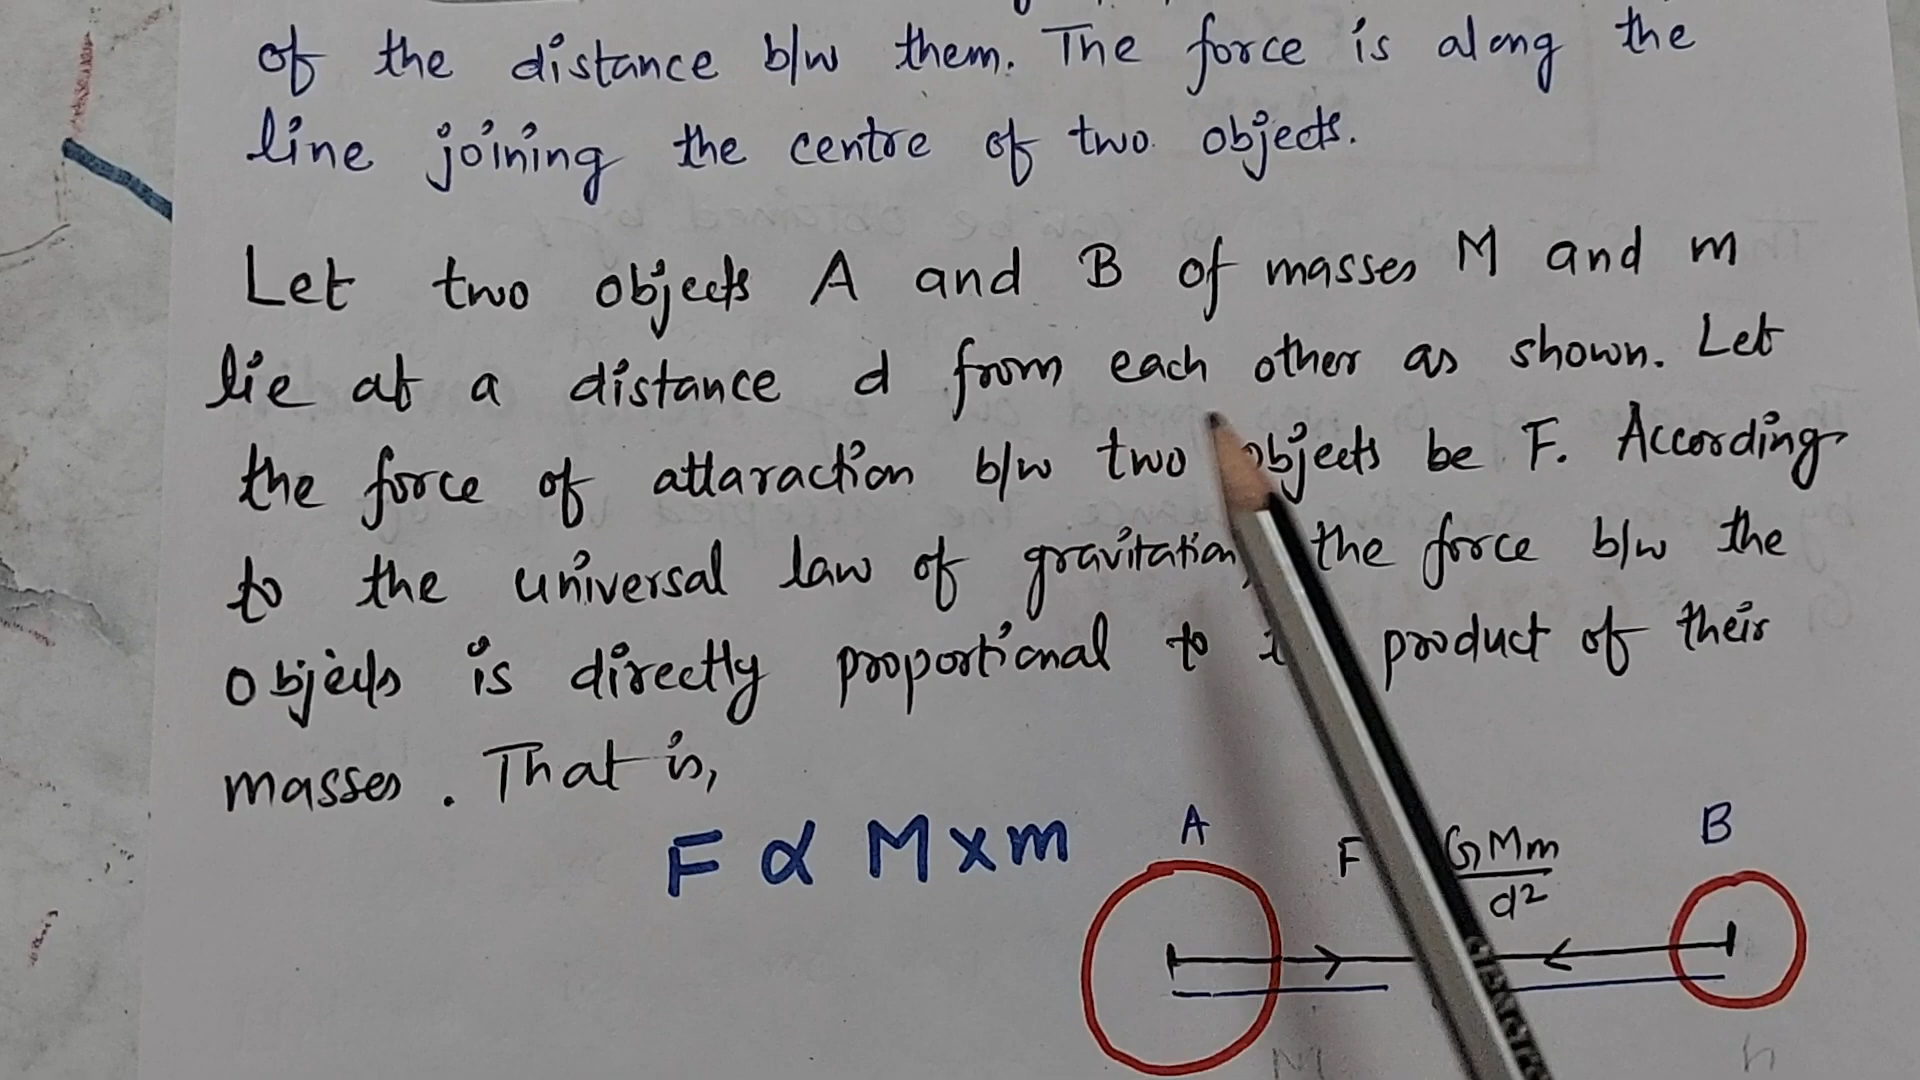 of the distance b/w them. The force is along the
line joining the centre of two objects.
Let two objects A and B of masses M and m
lie at a distance d from each other as shown. Let
the force of attaraction b/w two objects be F. According
to the universal law of gravitation, the force b/w the
objects is directly proportional to product of their
masses. That is,
F ∝ M x m
A
F GMm
B
d²
M